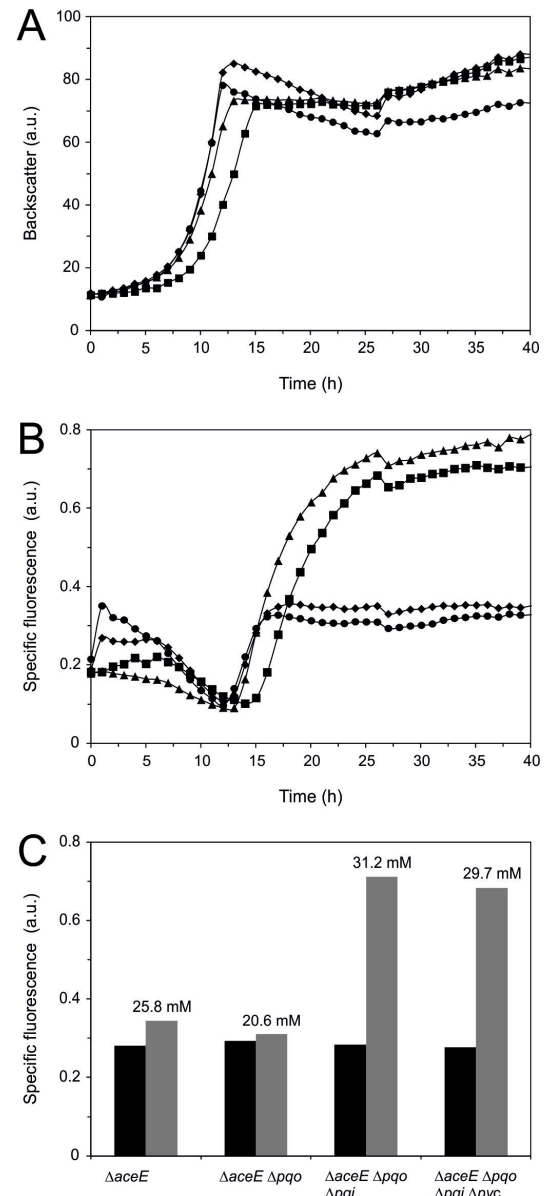 A
100
80
60
40
20
0
Backscatter (a.u.)
0 5 10 15 20 25 30 35 40
Time (h)
B
0.8
0.6
0.4
0.2
0
Specific fluorescence (a.u.)
0 5 10 15 20 25 30 35 40
Time (h)
C
0.8
0.6
0.4
0.2
0
Specific fluorescence (a.u.)
25.8 mM
20.6 mM
31.2 mM
29.7 mM
ΔaceE ΔaceE Δpqo ΔaceE Δpqo ΔaceE Δpqo
Δpgi Δpgi Δpyc